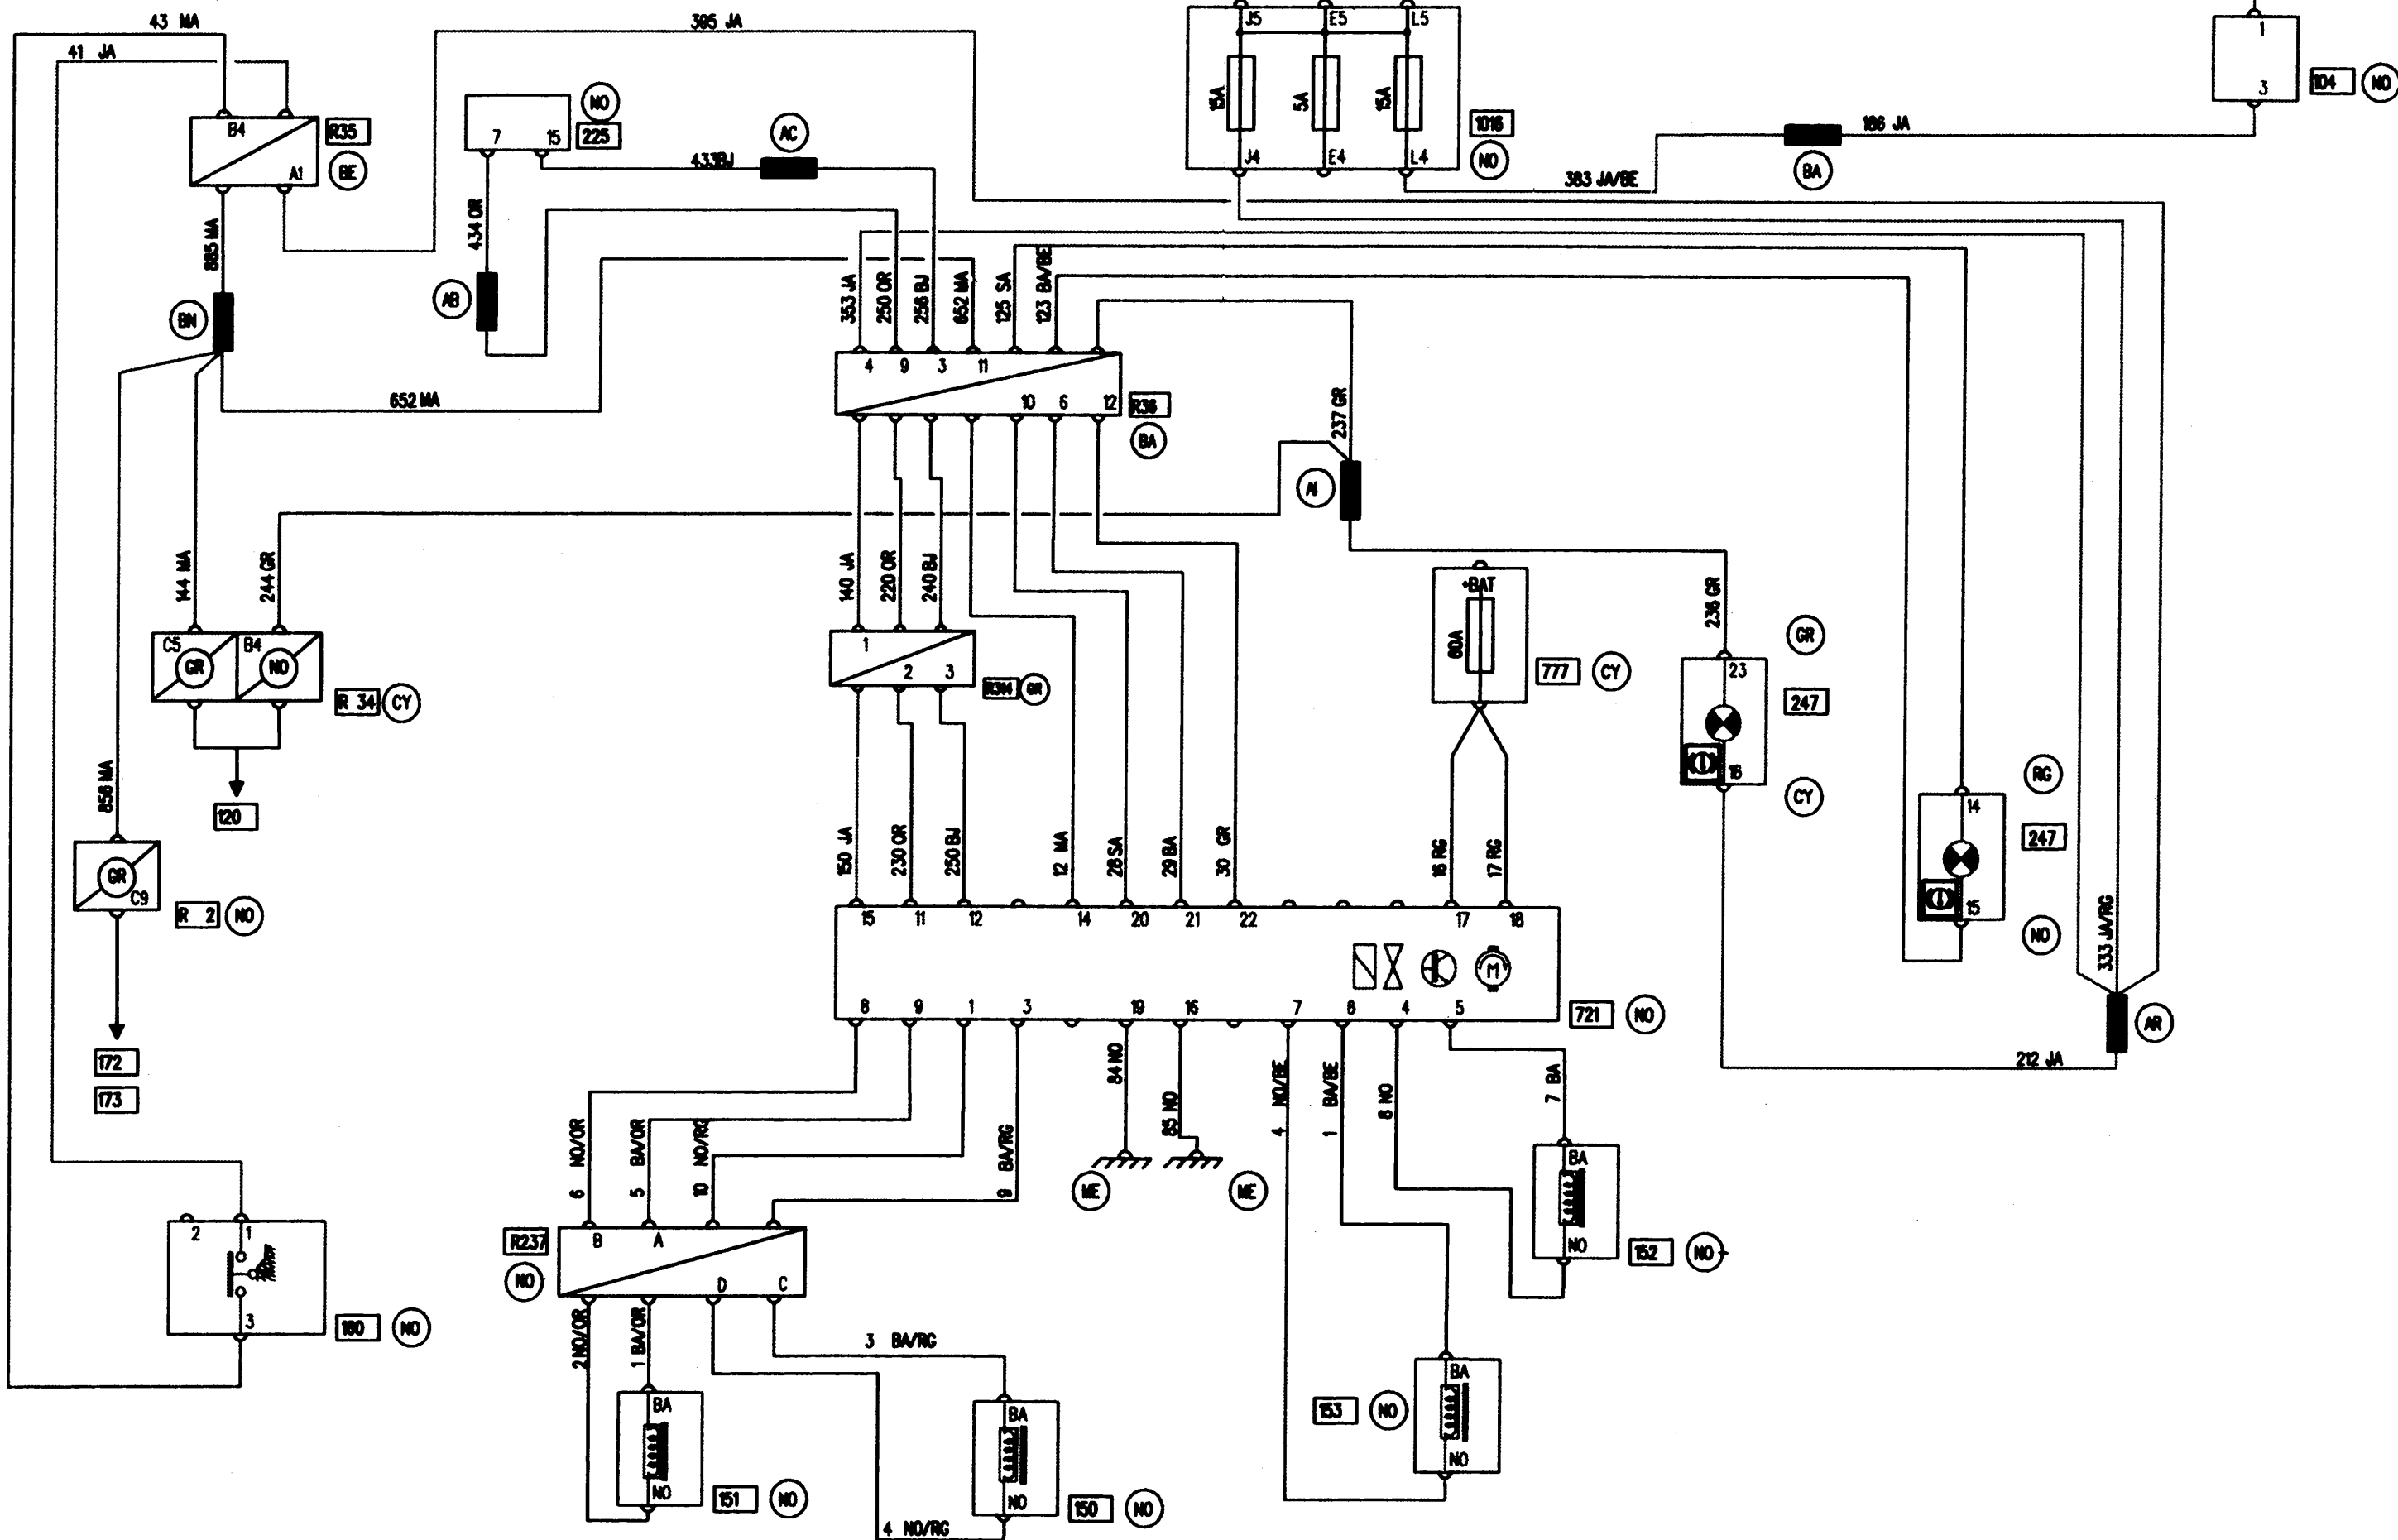 43 MA
41 JA
385 JA
J5 E5 L5
15A 5A 15A
J4 E4 L4
1016
NO
1
3
104 NO
186 JA
BA
383 JA/BE
B4
A1
R35
BE
7 15
NO
225
AC
433BJ
434 OR
AB
885 MA
BN
652 MA
353 JA
250 OR
256 BJ
652 MA
125 SA
123 BA/BE
4 9 3 11
10 6 12
R36
BA
237 GR
AI
144 MA
244 GR
C5 GR B4 NO
R 34 CY
120
856 MA
GR
C9
R 2 NO
172
173
140 JA
220 OR
240 BJ
1
2 3
GR
+BAT
60A
777 CY
236 GR
GR
23
247
16
CY
RG
14
247
15
NO
333 JA/RG
AR
212 JA
150 JA
230 OR
250 BJ
12 MA
28 SA
29 BA
30 GR
16 RG
17 RG
15 11 12 14 20 21 22 17 18
M
8 9 1 3 19 16 7 6 4 5
721 NO
6 NO/OR
5 BA/OR
10 NO/RG
9 BA/RG
84 NO
85 NO
ME
ME
4 NO/BE
1 BA/BE
8 NO
7 BA
BA
NO
152 NO
R237
NO
B A
D C
2 1
3
160 NO
2 NO/OR
1 BA/OR
3 BA/RG
4 NO/RG
BA
NO
151 NO
BA
NO
150 NO
BA
NO
153 NO